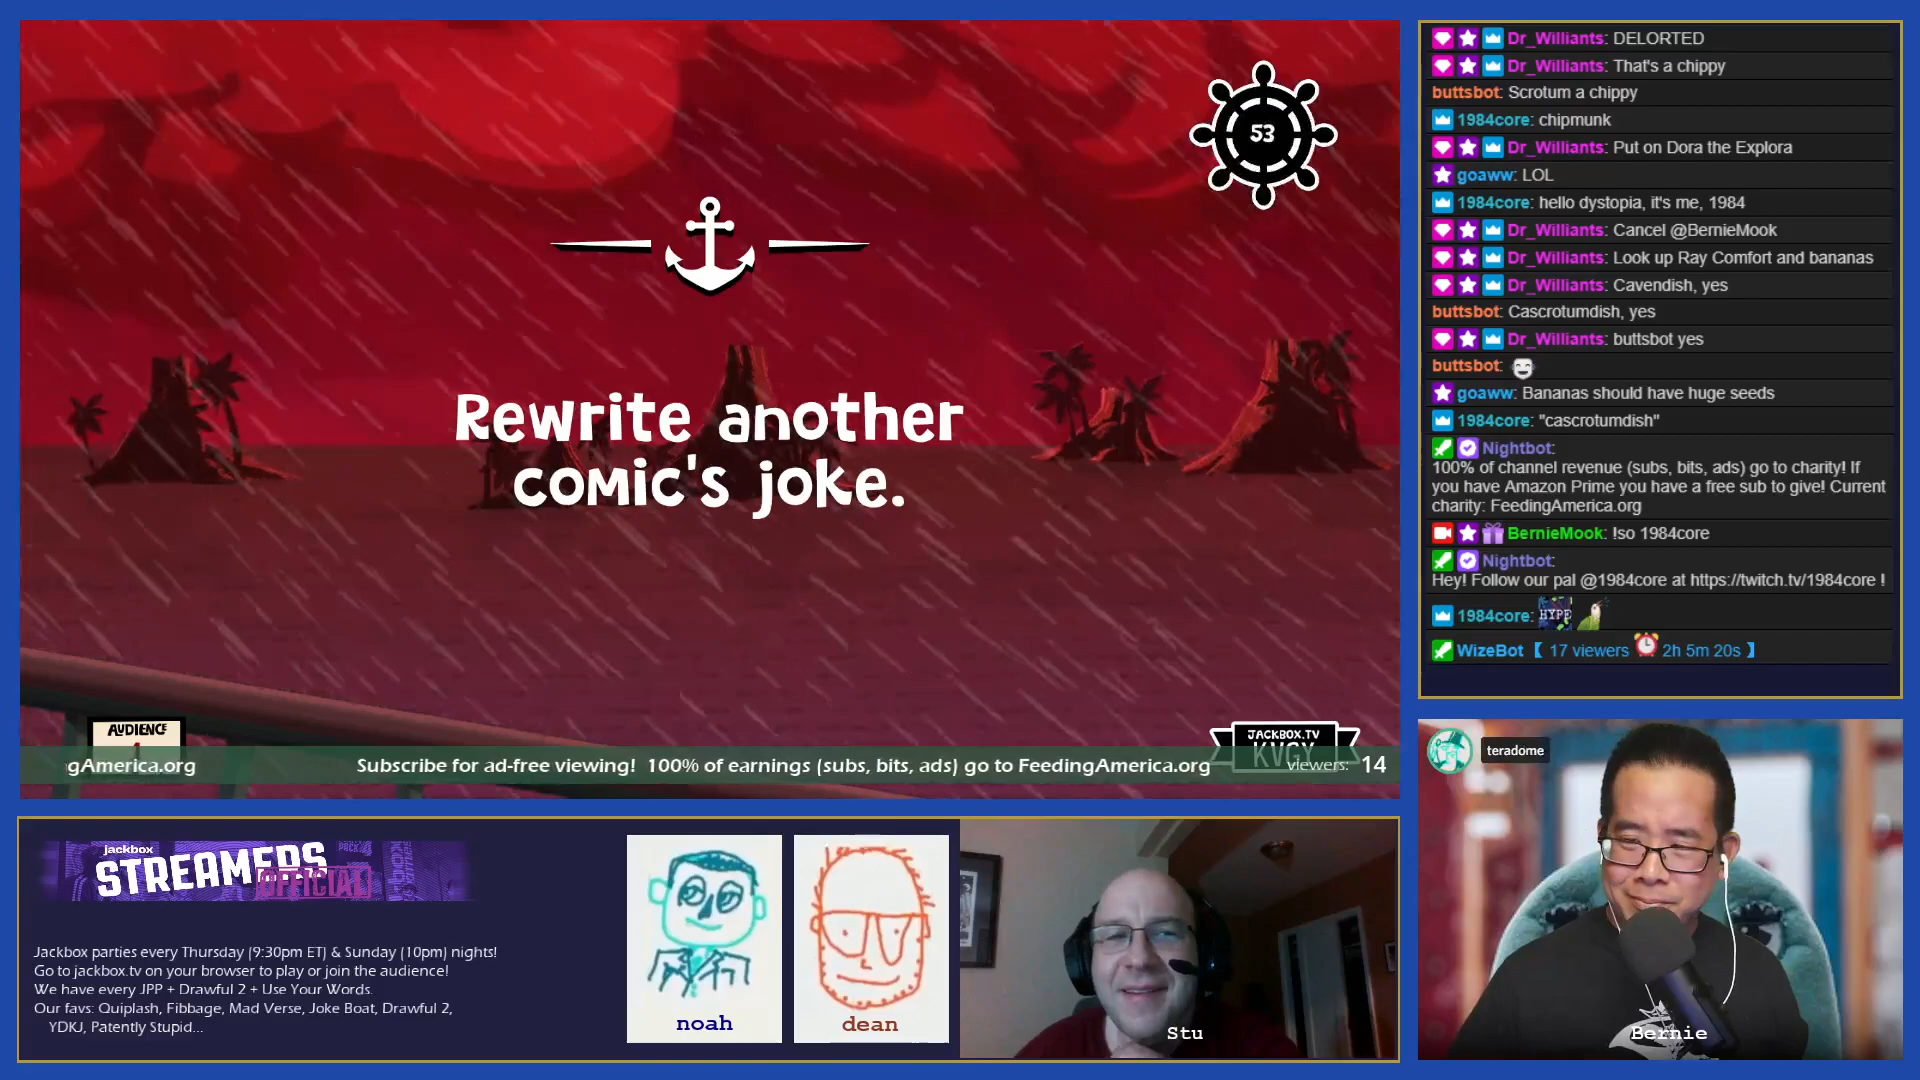 53
Rewrite another
comic's joke.
AUDIENCE
JACKBOX.TV
gAmerica.org
Subscribe for ad-free viewing!  100% of earnings (subs, bits, ads) go to FeedingAmerica.org
viewers: 14
Dr_Williants: DELORTED
Dr_Williants: That's a chippy
buttsbot: Scrotum a chippy
1984core: chipmunk
Dr_Williants: Put on Dora the Explora
goaww: LOL
1984core: hello dystopia, it's me, 1984
Dr_Williants: Cancel @BernieMook
Dr_Williants: Look up Ray Comfort and bananas
Dr_Williants: Cavendish, yes
buttsbot: Cascrotumdish, yes
Dr_Williants: buttsbot yes
buttsbot:
goaww: Bananas should have huge seeds
1984core: "cascrotumdish"
Nightbot:
100% of channel revenue (subs, bits, ads) go to charity! If
you have Amazon Prime you have a free sub to give! Current
charity: FeedingAmerica.org
BernieMook: !so 1984core
Nightbot:
Hey! Follow our pal @1984core at https://twitch.tv/1984core !
1984core: HYPE
WizeBot 【 17 viewers 2h 5m 20s 】
jackbox
STREAMERS
OFFICIAL
Jackbox parties every Thursday (9:30pm ET) & Sunday (10pm) nights!
Go to jackbox.tv on your browser to play or join the audience!
We have every JPP + Drawful 2 + Use Your Words.
Our favs: Quiplash, Fibbage, Mad Verse, Joke Boat, Drawful 2,
YDKJ, Patently Stupid...
noah
dean
Stu
teradome
Bernie